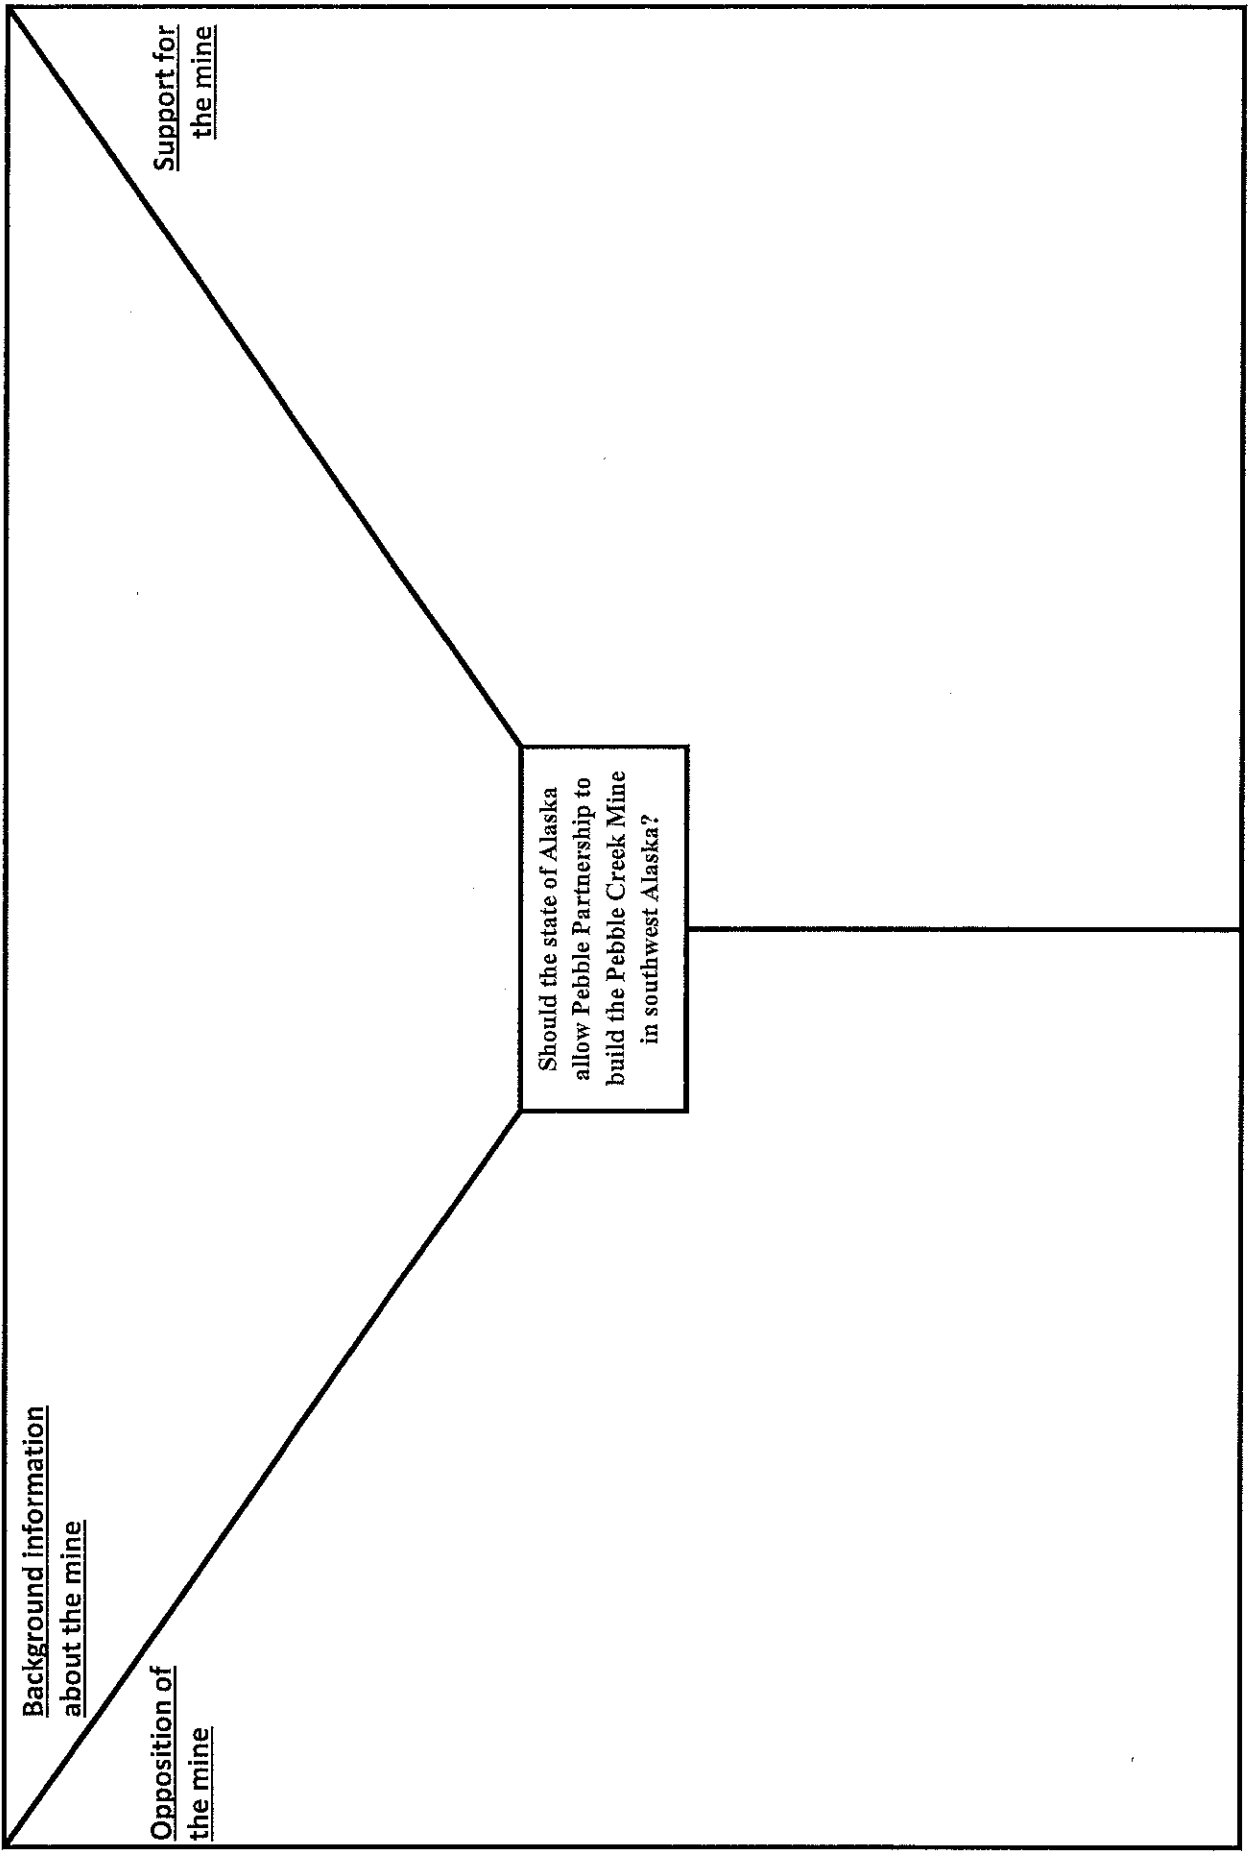 Background information
about the mine
Opposition of
the mine
Support for
the mine
Should the state of Alaska
allow Pebble Partnership to
build the Pebble Creek Mine
in southwest Alaska?